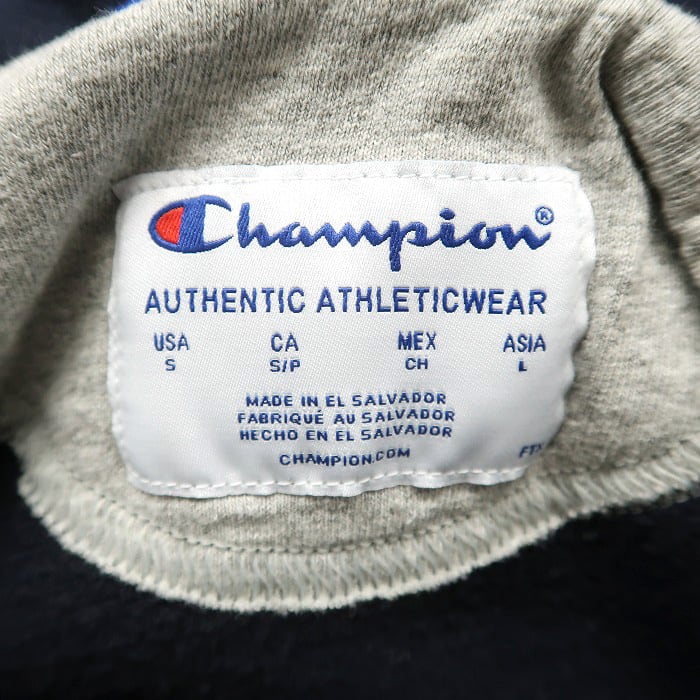 Champion®
AUTHENTIC ATHLETICWEAR
USA CA MEX ASIA
S S/P CH L
MADE IN EL SALVADOR
FABRIQUÉ AU SALVADOR
HECHO EN EL SALVADOR
CHAMPION.COM